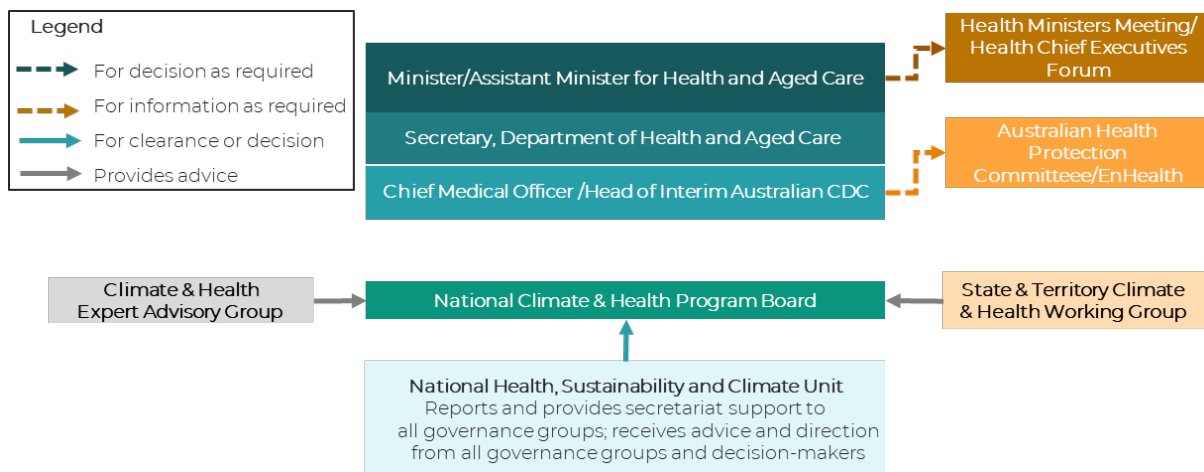 Legend
For decision as required
For information as required
For clearance or decision
Provides advice
Minister/Assistant Minister for Health and Aged Care
Secretary, Department of Health and Aged Care
Chief Medical Officer /Head of Interim Australian CDC
Health Ministers Meeting/
Health Chief Executives
Forum
Australian Health
Protection
Committeee/EnHealth
Climate & Health
Expert Advisory Group
National Climate & Health Program Board
State & Territory Climate
& Health Working Group
National Health, Sustainability and Climate Unit
Reports and provides secretariat support to
all governance groups; receives advice and direction
from all governance groups and decision-makers